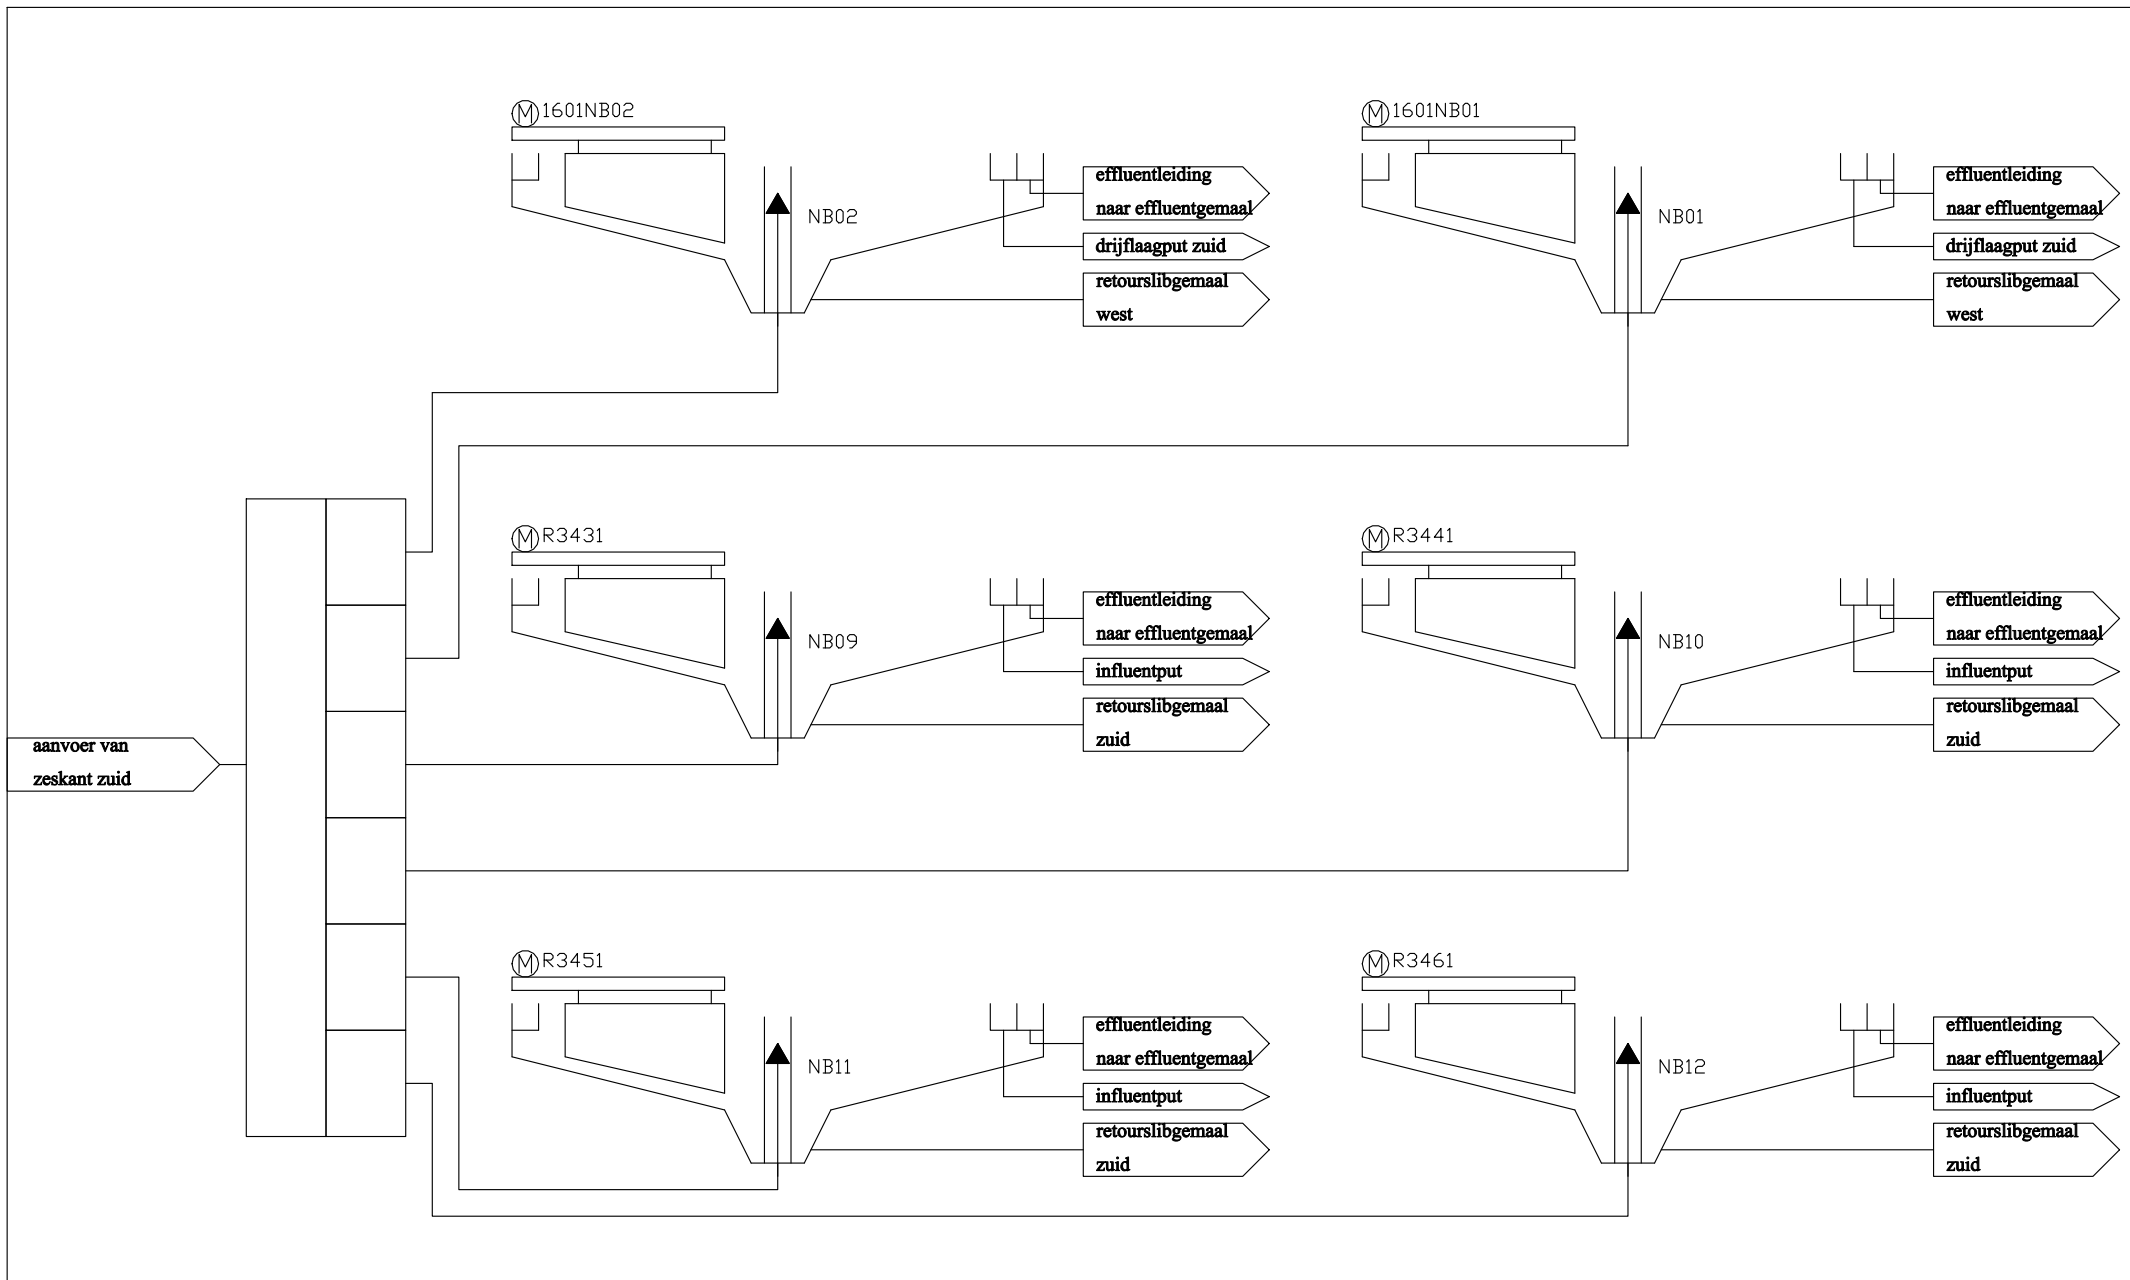 M 1601NB02
NB02
effluentleiding
naar effluentgemaal
drijflaagput zuid
retourslibgemaal
west
M 1601NB01
NB01
effluentleiding
naar effluentgemaal
drijflaagput zuid
retourslibgemaal
west
aanvoer van
zeskant zuid
M R3431
NB09
effluentleiding
naar effluentgemaal
influentput
retourslibgemaal
zuid
M R3441
NB10
effluentleiding
naar effluentgemaal
influentput
retourslibgemaal
zuid
M R3451
NB11
effluentleiding
naar effluentgemaal
influentput
retourslibgemaal
zuid
M R3461
NB12
effluentleiding
naar effluentgemaal
influentput
retourslibgemaal
zuid